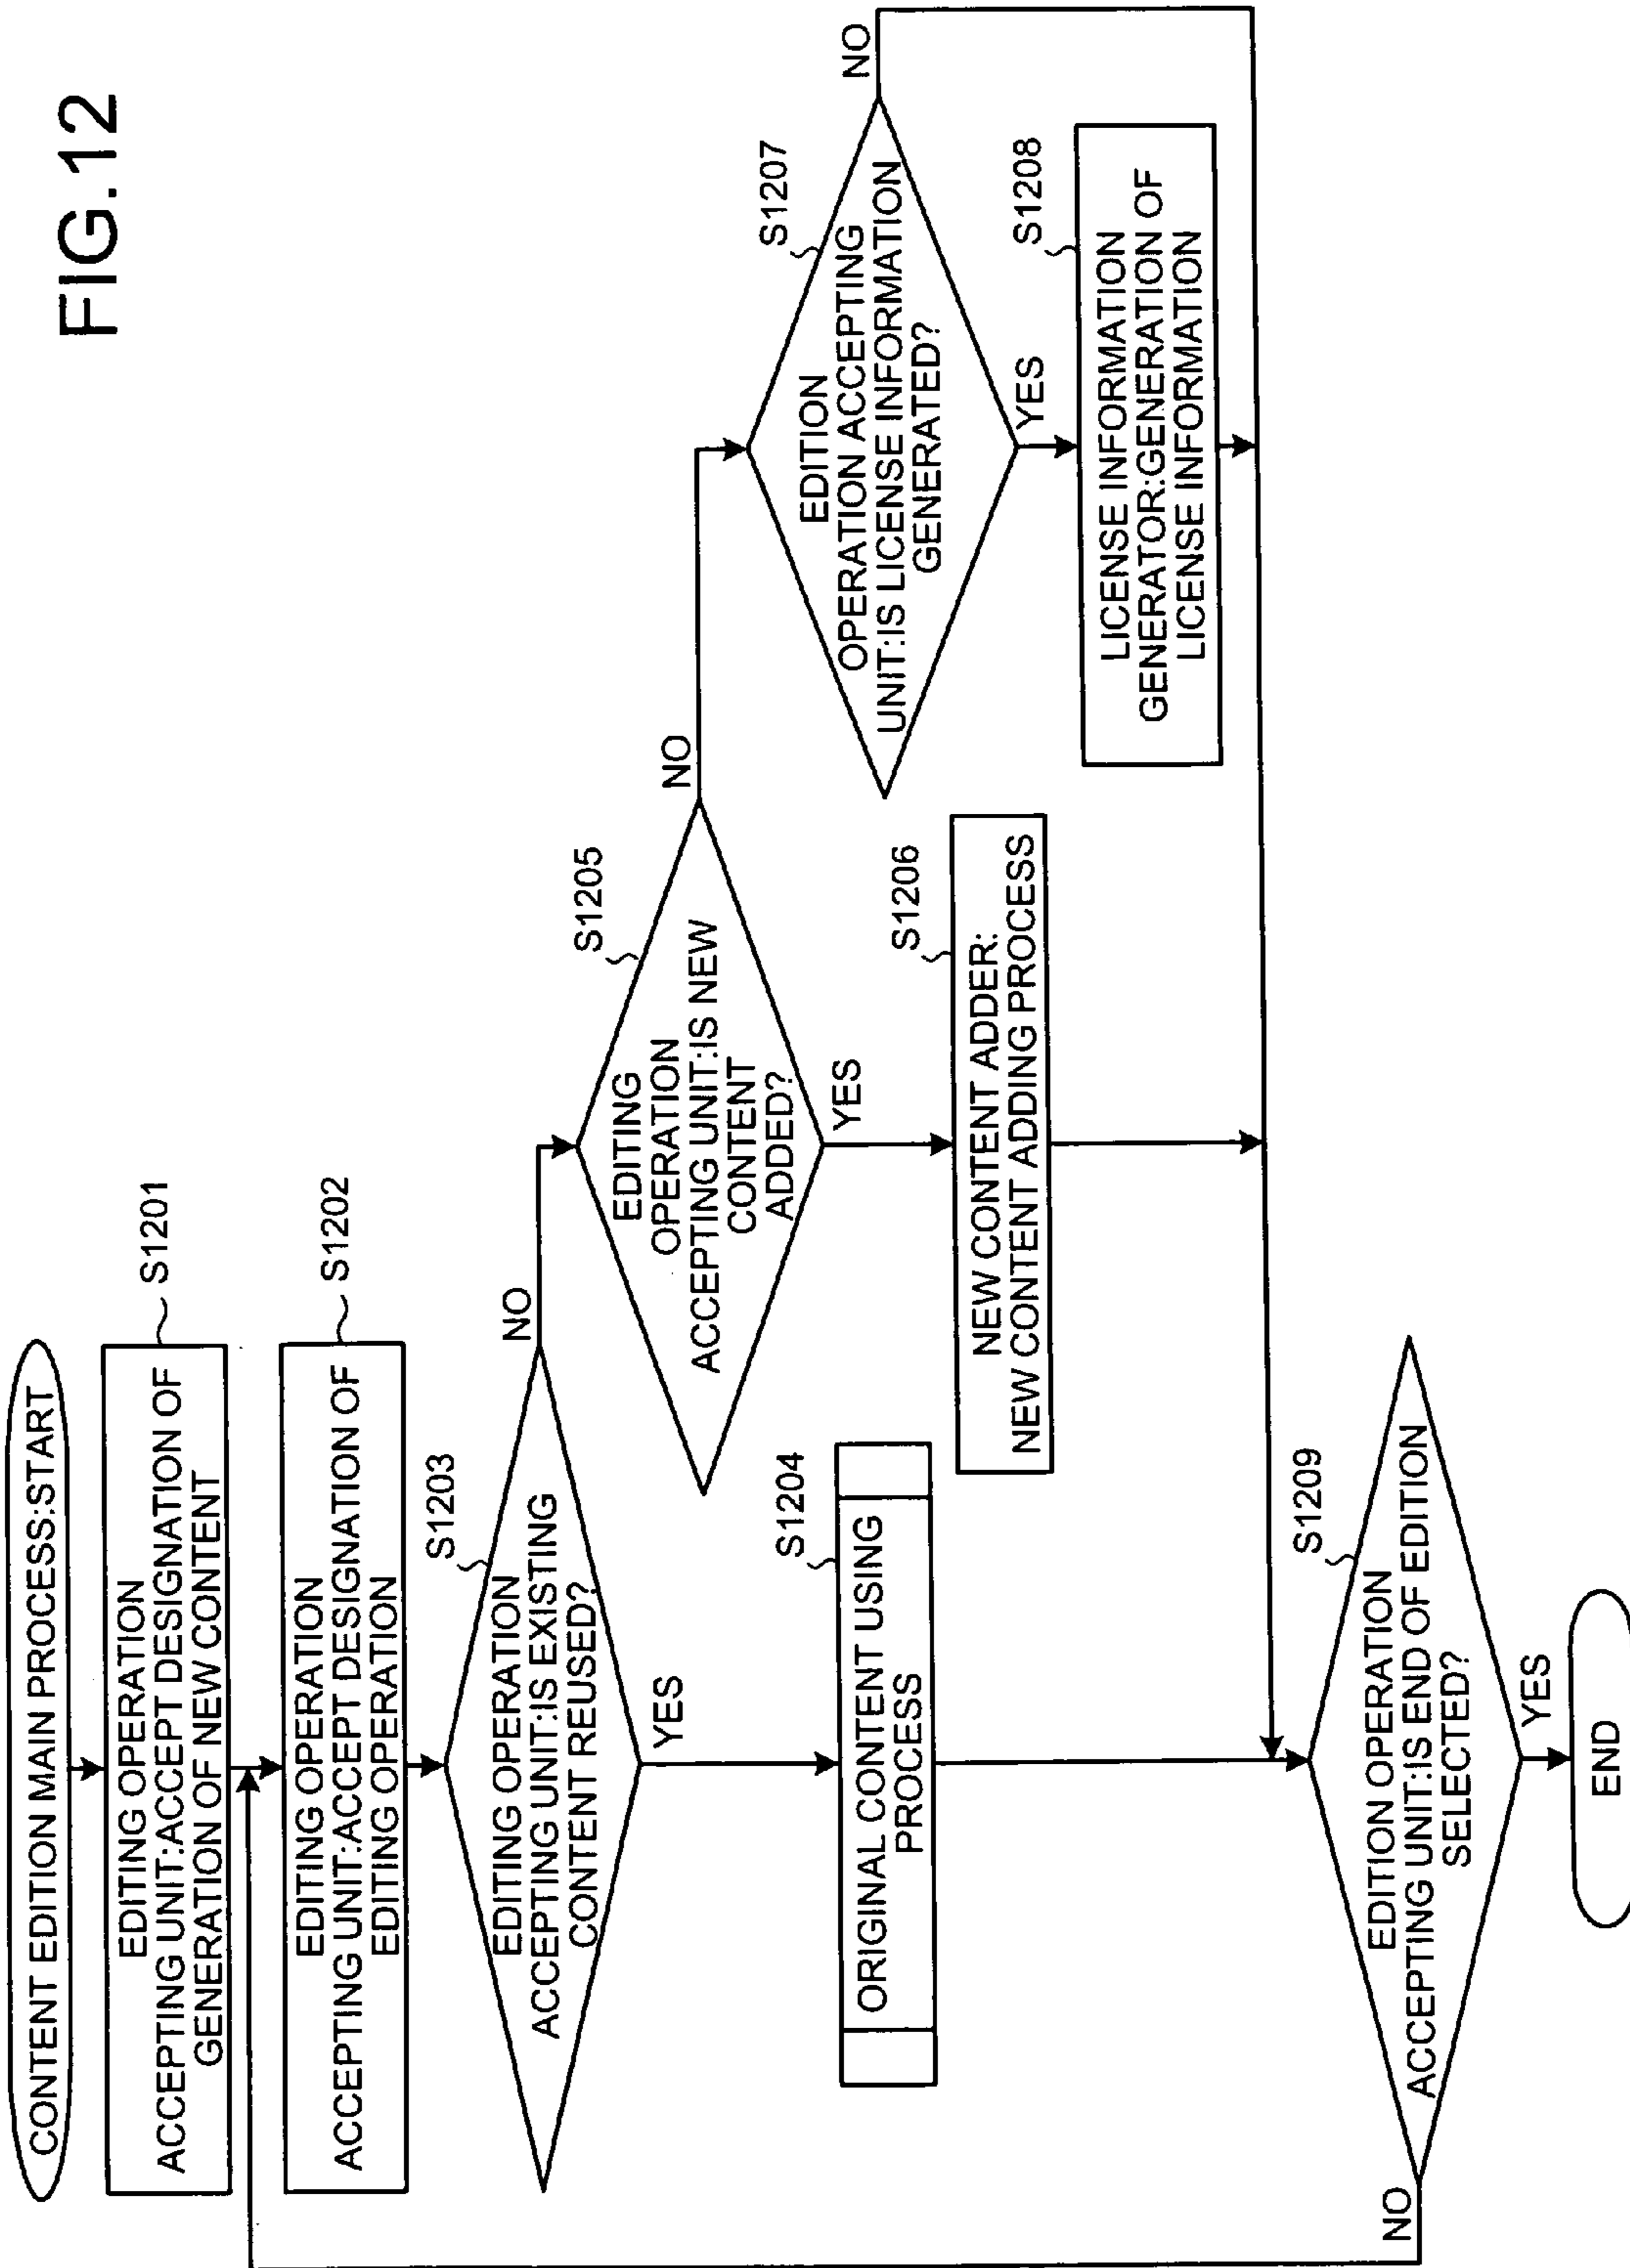 FIG.12
CONTENT EDITION MAIN PROCESS:START
EDITING OPERATION
ACCEPTING UNIT:ACCEPT DESIGNATION OF
GENERATION OF NEW CONTENT
S1201
EDITING OPERATION
ACCEPTING UNIT:ACCEPT DESIGNATION OF
EDITING OPERATION
S1202
EDITING OPERATION
ACCEPTING UNIT:IS EXISTING
CONTENT REUSED?
S1203
NO
YES
ORIGINAL CONTENT USING
PROCESS
S1204
EDITING
OPERATION
ACCEPTING UNIT:IS NEW
CONTENT
ADDED?
S1205
NO
YES
NEW CONTENT ADDER:
NEW CONTENT ADDING PROCESS
S1206
EDITION
OPERATION ACCEPTING
UNIT:IS LICENSE INFORMATION
GENERATED?
S1207
NO
YES
LICENSE INFORMATION
GENERATOR:GENERATION OF
LICENSE INFORMATION
S1208
EDITION OPERATION
ACCEPTING UNIT:IS END OF EDITION
SELECTED?
S1209
NO
YES
END